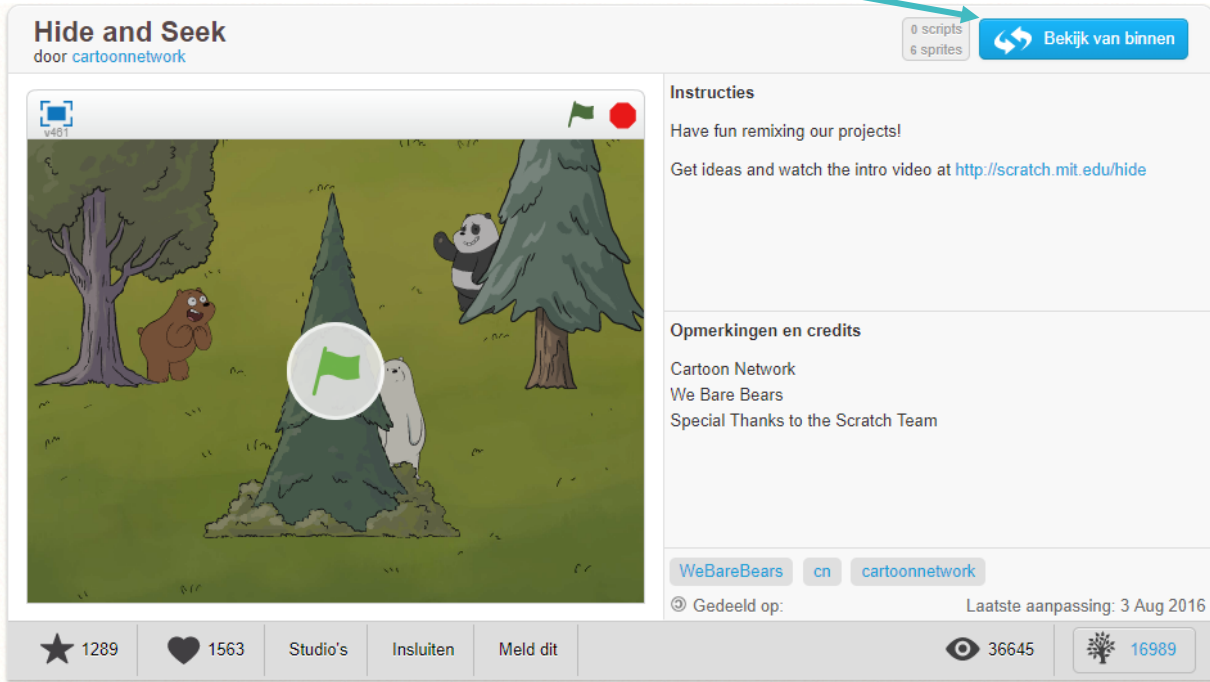 Hide and Seek
door cartoonnetwork
0 scripts
6 sprites
Bekijk van binnen
v461
Instructies
Have fun remixing our projects!
Get ideas and watch the intro video at http://scratch.mit.edu/hide
Opmerkingen en credits
Cartoon Network
We Bare Bears
Special Thanks to the Scratch Team
WeBareBears cn cartoonnetwork
Gedeeld op: Laatste aanpassing: 3 Aug 2016
1289 1563 Studio's Insluiten Meld dit 36645 16989